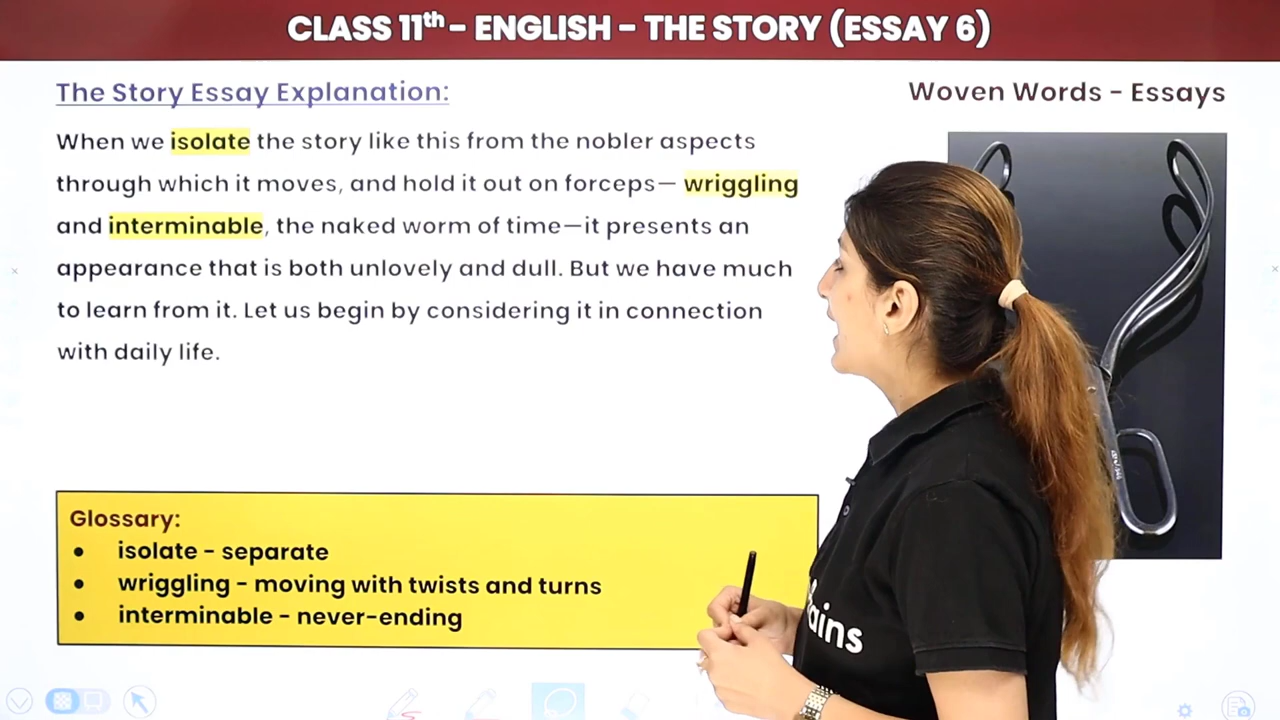 CLASS 11th - ENGLISH - THE STORY (ESSAY 6)
The Story Essay Explanation:
Woven Words - Essays
When we isolate the story like this from the nobler aspects
through which it moves, and hold it out on forceps— wriggling
and interminable, the naked worm of time—it presents an
appearance that is both unlovely and dull. But we have much
to learn from it. Let us begin by considering it in connection
with daily life.
Glossary:
• isolate - separate
• wriggling - moving with twists and turns
• interminable - never-ending
ains